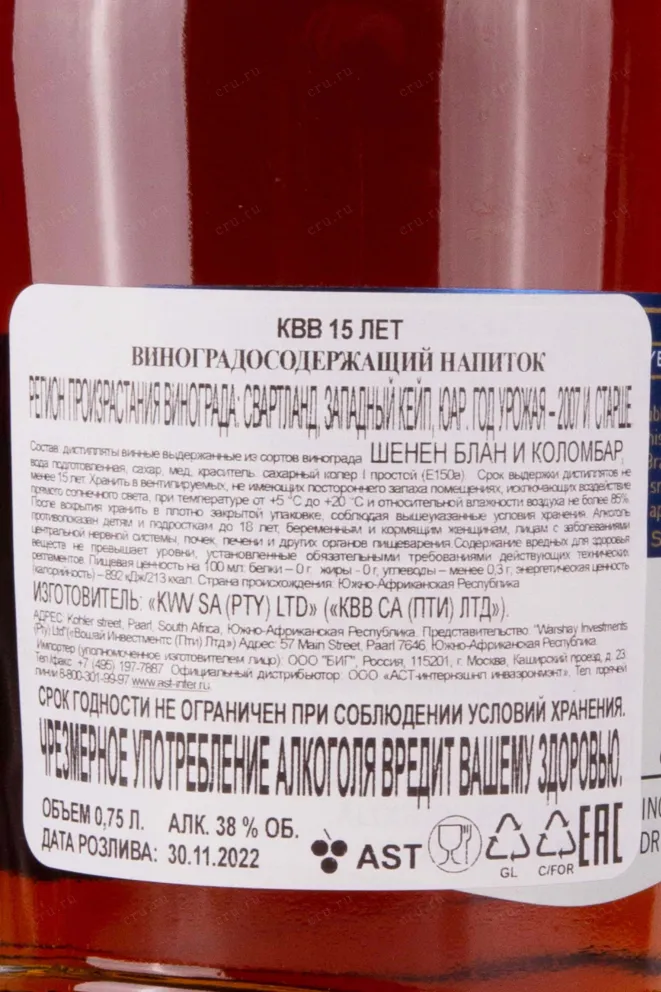 КВВ 15 ЛЕТ
ВИНОГРАДОСОДЕРЖАЩИЙ НАПИТОК
РЕГИОН ПРОИЗРАСТАНИЯ ВИНОГРАДА: СВАРТЛАНД, ЗАПАДНЫЙ КЕЙП, ЮАР. ГОД УРОЖАЯ – 2007 И СТАРШЕ
Состав: дистилляты винные выдержанные из сортов винограда ШЕНЕН БЛАН И КОЛОМБАР,
вода подготовленная, сахар, мед, краситель: сахарный колер I простой (Е150а). Срок выдержки дистиллятов не
менее 15 лет. Хранить в вентилируемых, не имеющих постороннего запаха помещениях, исключающих воздействие
прямого солнечного света, при температуре от +5 °С до +20 °С и относительной влажности воздуха не более 85%
После вскрытия хранить в плотно закрытой упаковке, соблюдая вышеуказанные условия хранения. Алкоголь
противопоказан детям и подросткам до 18 лет, беременным и кормящим женщинам, лицам с заболеваниями
центральной нервной системы, почек, печени и других органов пищеварения. Содержание вредных для здоровья
веществ не превышает уровни, установленные обязательными требованиями действующих технических
регламентов. Пищевая ценность на 100 мл: белки – 0 г, жиры - 0 г, углеводы – менее 0,3 г; энергетическая ценность
(калорийность) – 892 кДж/213 ккал. Страна происхождения: Южно-Африканская Республика
ИЗГОТОВИТЕЛЬ: «KWV SA (PTY) LTD» («КВВ СА (ПТИ) ЛТД»).
АДРЕС: Kohler street, Paarl, South Africa, Южно-Африканская Республика. Представительство: "Warshay Investments
(Pty) Ltd"(«Вошай Инвестментс (Пти) Лтд») Адрес: 57 Main Street, Paarl 7646, Южно-Африканская Республика
Импортер (уполномоченное изготовителем лицо): ООО "БИГ", Россия, 115201, г. Москва, Каширский проезд, д. 23
Тел./факс +7 (495) 197-7887 Официальный дистрибьютор: ООО «АСТ-интернэшнл инваэронмэнт». Тел. горячей
линии 8-800-301-99-97 www.ast-inter.ru
СРОК ГОДНОСТИ НЕ ОГРАНИЧЕН ПРИ СОБЛЮДЕНИИ УСЛОВИЙ ХРАНЕНИЯ.
ЧРЕЗМЕРНОЕ УПОТРЕБЛЕНИЕ АЛКОГОЛЯ ВРЕДИТ ВАШЕМУ ЗДОРОВЬЮ.
ОБЪЕМ 0,75 Л. АЛК. 38 % ОБ.
ДАТА РОЗЛИВА: 30.11.2022
AST
GL
C/FOR
EAC
cru.ru